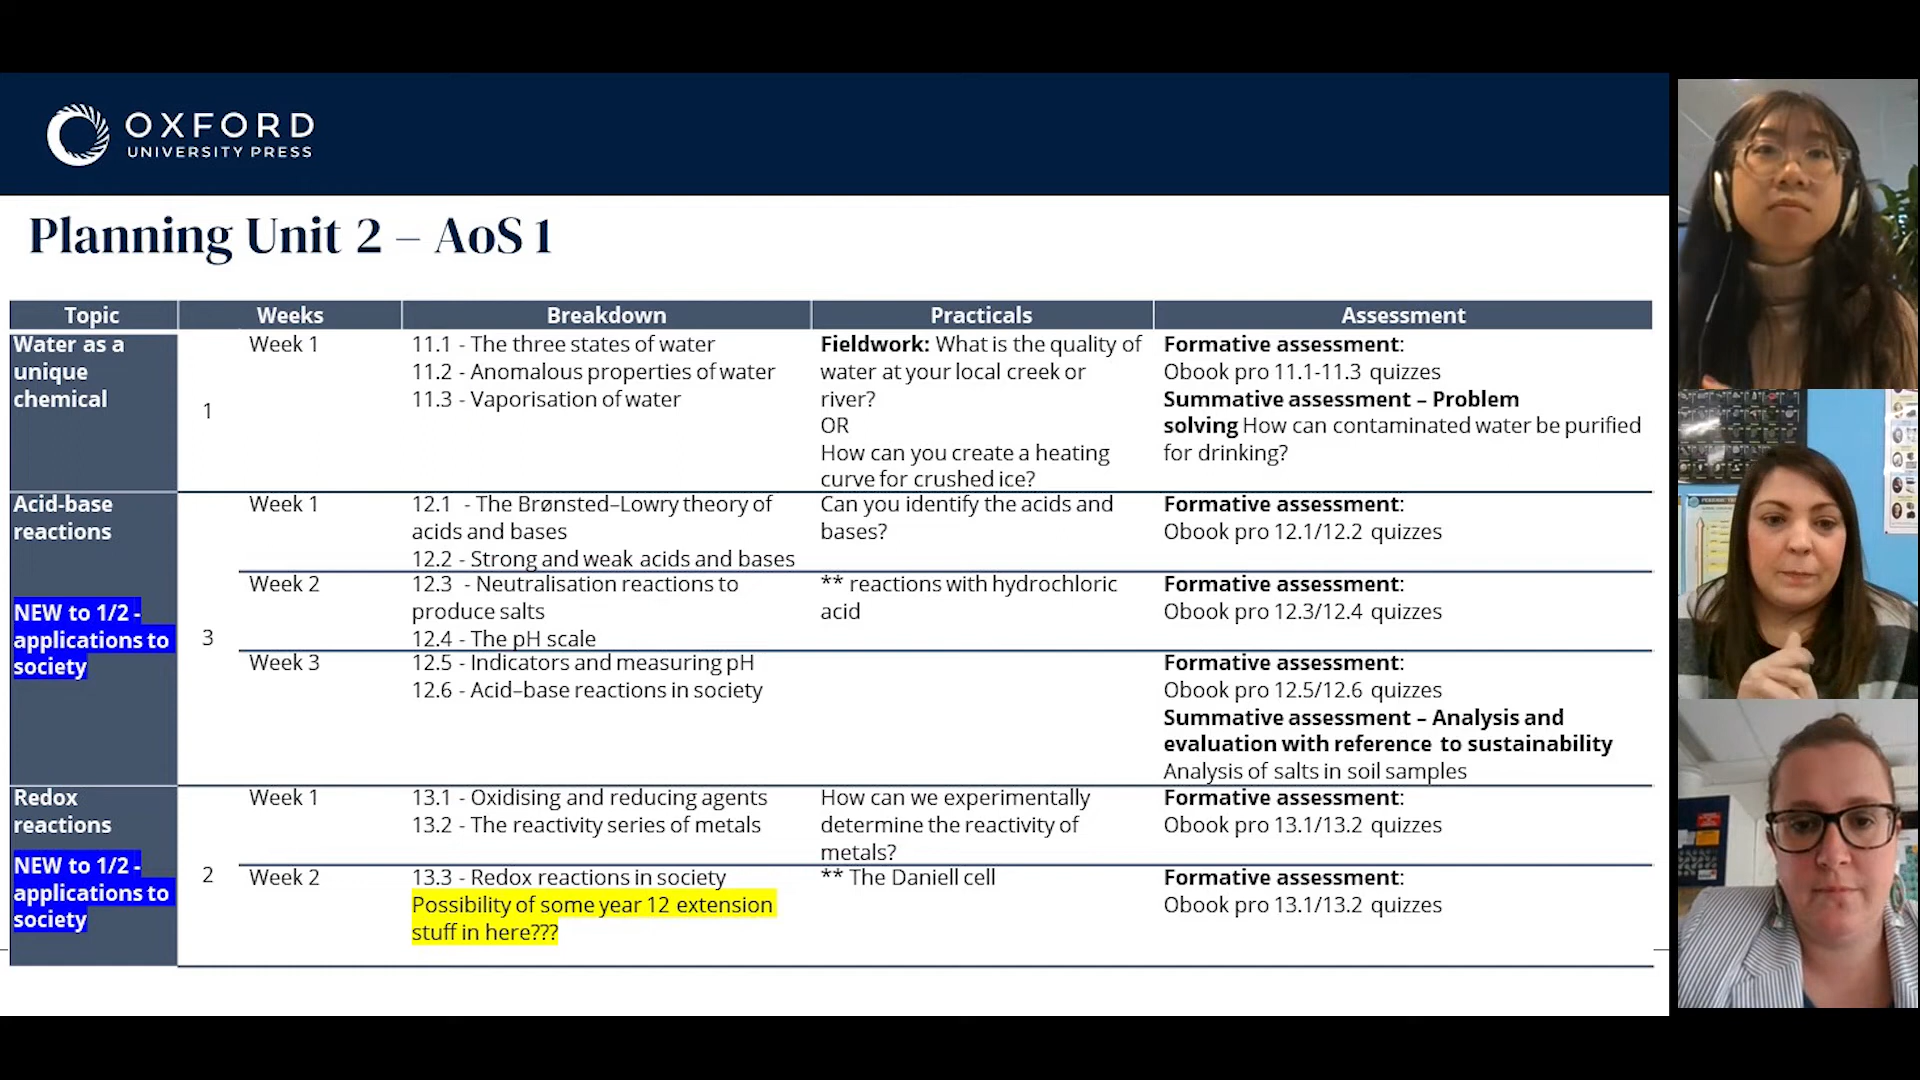 OXFORD
UNIVERSITY PRESS
Planning Unit 2 – AoS 1
Topic Weeks Breakdown Practicals Assessment
Water as a
unique
chemical
1
Week 1
11.1 - The three states of water
11.2 - Anomalous properties of water
11.3 - Vaporisation of water
Fieldwork: What is the quality of
water at your local creek or
river?
OR
How can you create a heating
curve for crushed ice?
Formative assessment:
Obook pro 11.1-11.3 quizzes
Summative assessment – Problem
solving How can contaminated water be purified
for drinking?
Acid-base
reactions
NEW to 1/2 -
applications to
society
3
Week 1
12.1 - The Brønsted–Lowry theory of
acids and bases
12.2 - Strong and weak acids and bases
Can you identify the acids and
bases?
Formative assessment:
Obook pro 12.1/12.2 quizzes
Week 2
12.3 - Neutralisation reactions to
produce salts
12.4 - The pH scale
** reactions with hydrochloric
acid
Formative assessment:
Obook pro 12.3/12.4 quizzes
Week 3
12.5 - Indicators and measuring pH
12.6 - Acid–base reactions in society
Formative assessment:
Obook pro 12.5/12.6 quizzes
Summative assessment – Analysis and
evaluation with reference to sustainability
Analysis of salts in soil samples
Redox
reactions
NEW to 1/2 -
applications to
society
2
Week 1
13.1 - Oxidising and reducing agents
13.2 - The reactivity series of metals
How can we experimentally
determine the reactivity of
metals?
Formative assessment:
Obook pro 13.1/13.2 quizzes
Week 2
13.3 - Redox reactions in society
Possibility of some year 12 extension
stuff in here???
** The Daniell cell
Formative assessment:
Obook pro 13.1/13.2 quizzes